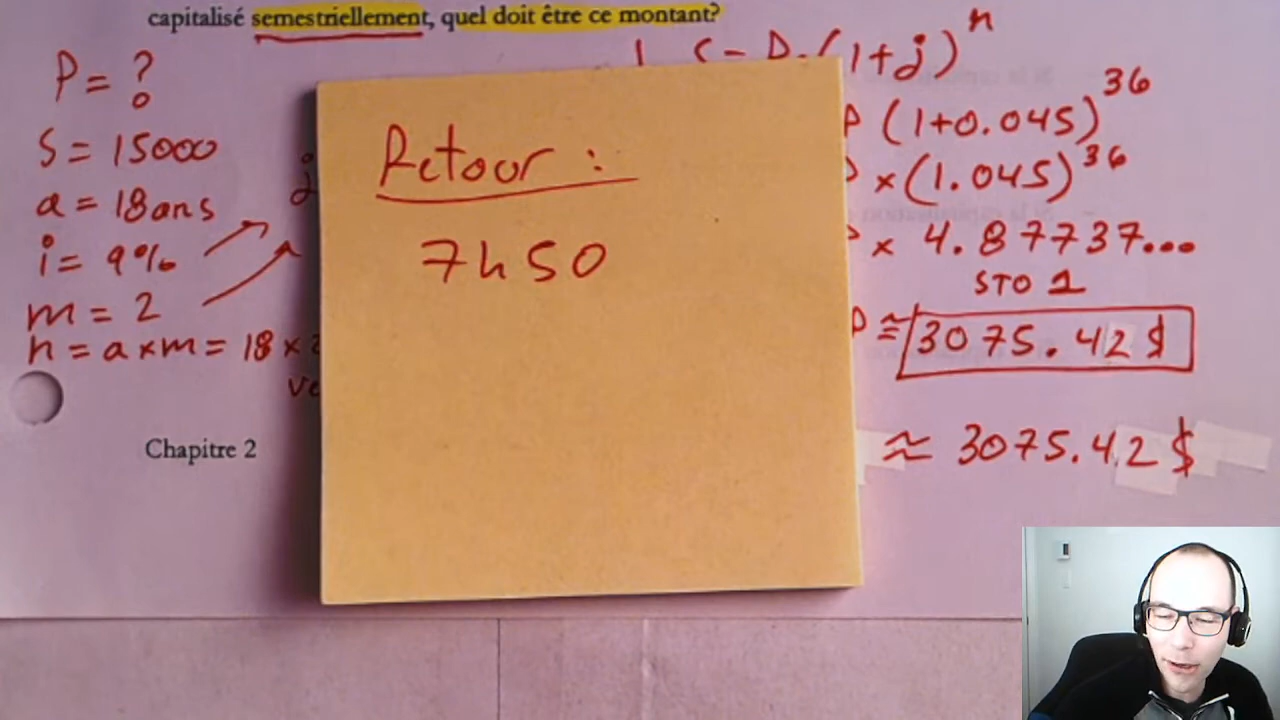 capitalisé semestriellement, quel doit être ce montant?
P = ?
S = 15000
a = 18 ans
i = 9%
m = 2
n = a x m = 18 x
j
(1+j)^n
P (1+0.045)^36
P x (1.045)^36
P x 4.87737...
STO 1
P ≈ 3075.42 $
≈ 3075.42 $
Retour :
7h50
Chapitre 2